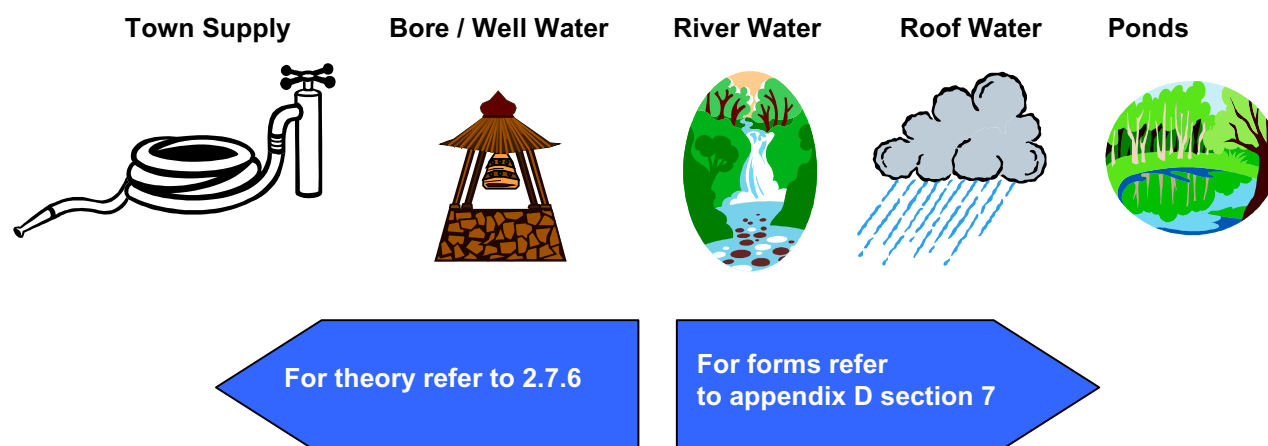 Town Supply Bore / Well Water River Water Roof Water Ponds
For theory refer to 2.7.6
For forms refer
to appendix D section 7